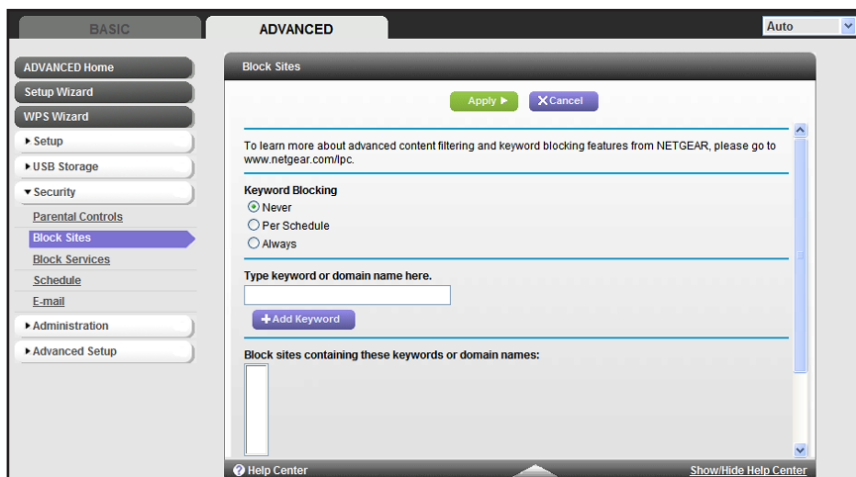 BASIC
ADVANCED
Auto
ADVANCED Home
Setup Wizard
WPS Wizard
Setup
USB Storage
Security
Parental Controls
Block Sites
Block Services
Schedule
E-mail
Administration
Advanced Setup
Block Sites
Apply
Cancel
To learn more about advanced content filtering and keyword blocking features from NETGEAR, please go to
www.netgear.com/lpc.
Keyword Blocking
Never
Per Schedule
Always
Type keyword or domain name here.
Add Keyword
Block sites containing these keywords or domain names:
Help Center
Show/Hide Help Center